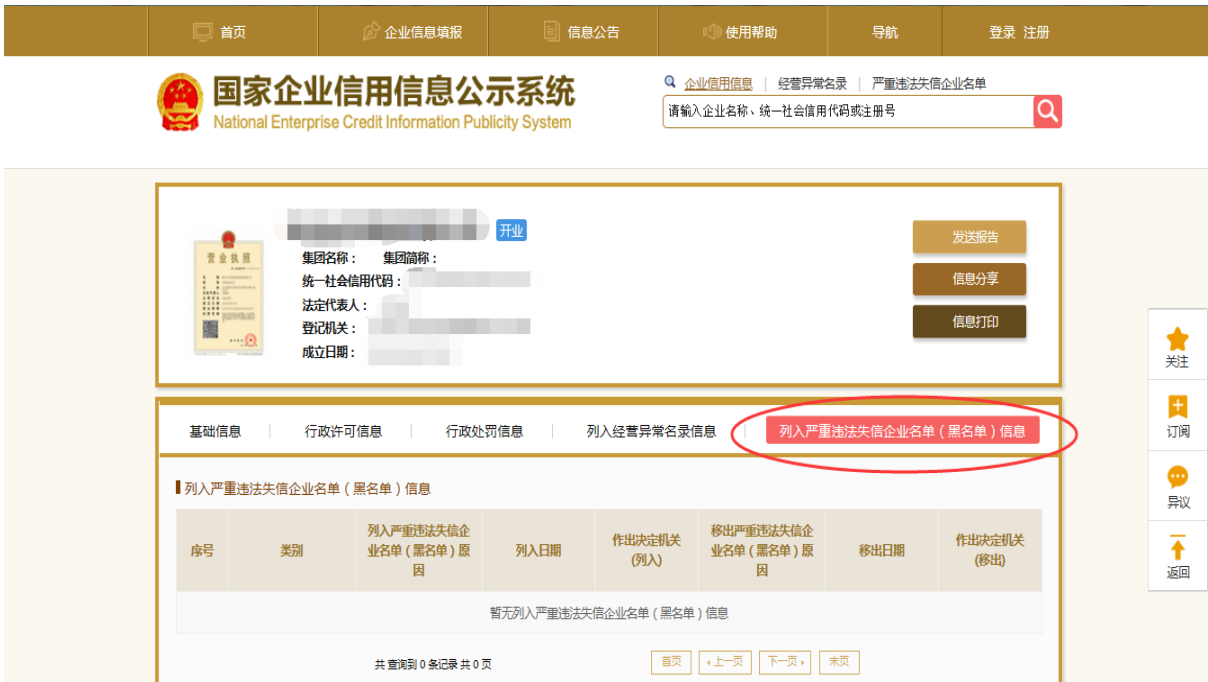 首页 企业信息填报 信息公告 使用帮助 导航 登录 注册
企业信用信息 | 经营异常名录 | 严重违法失信企业名单
国家企业信用信息公示系统
National Enterprise Credit Information Publicity System
请输入企业名称、统一社会信用代码或注册号
开业
营业执照
集团名称： 集团简称：
统一社会信用代码：
法定代表人：
登记机关：
成立日期：
发送报告
信息分享
信息打印
关注
订阅
异议
返回
基础信息 | 行政许可信息 | 行政处罚信息 | 列入经营异常名录信息 | 列入严重违法失信企业名单（黑名单）信息
列入严重违法失信企业名单（黑名单）信息
序号 类别 列入严重违法失信企业名单（黑名单）原因 列入日期 作出决定机关(列入) 移出严重违法失信企业名单（黑名单）原因 移出日期 作出决定机关(移出)
暂无列入严重违法失信企业名单（黑名单）信息
共查询到0条记录共0页 首页 上一页 下一页 末页